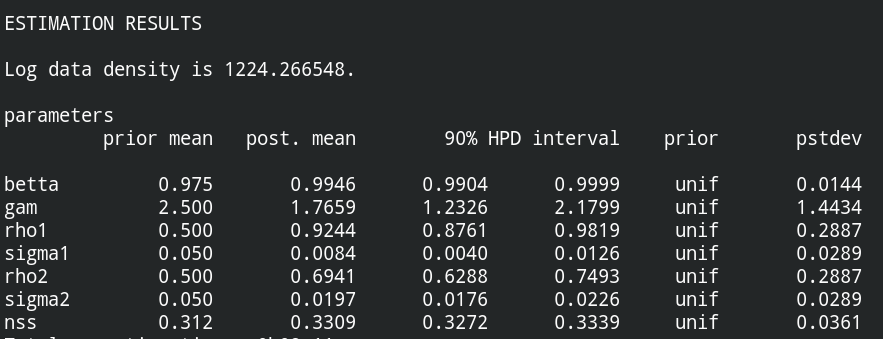 ESTIMATION RESULTS
Log data density is 1224.266548.
parameters
prior mean post. mean 90% HPD interval prior pstdev
betta 0.975 0.9946 0.9904 0.9999 unif 0.0144
gam 2.500 1.7659 1.2326 2.1799 unif 1.4434
rho1 0.500 0.9244 0.8761 0.9819 unif 0.2887
sigma1 0.050 0.0084 0.0040 0.0126 unif 0.0289
rho2 0.500 0.6941 0.6288 0.7493 unif 0.2887
sigma2 0.050 0.0197 0.0176 0.0226 unif 0.0289
nss 0.312 0.3309 0.3272 0.3339 unif 0.0361